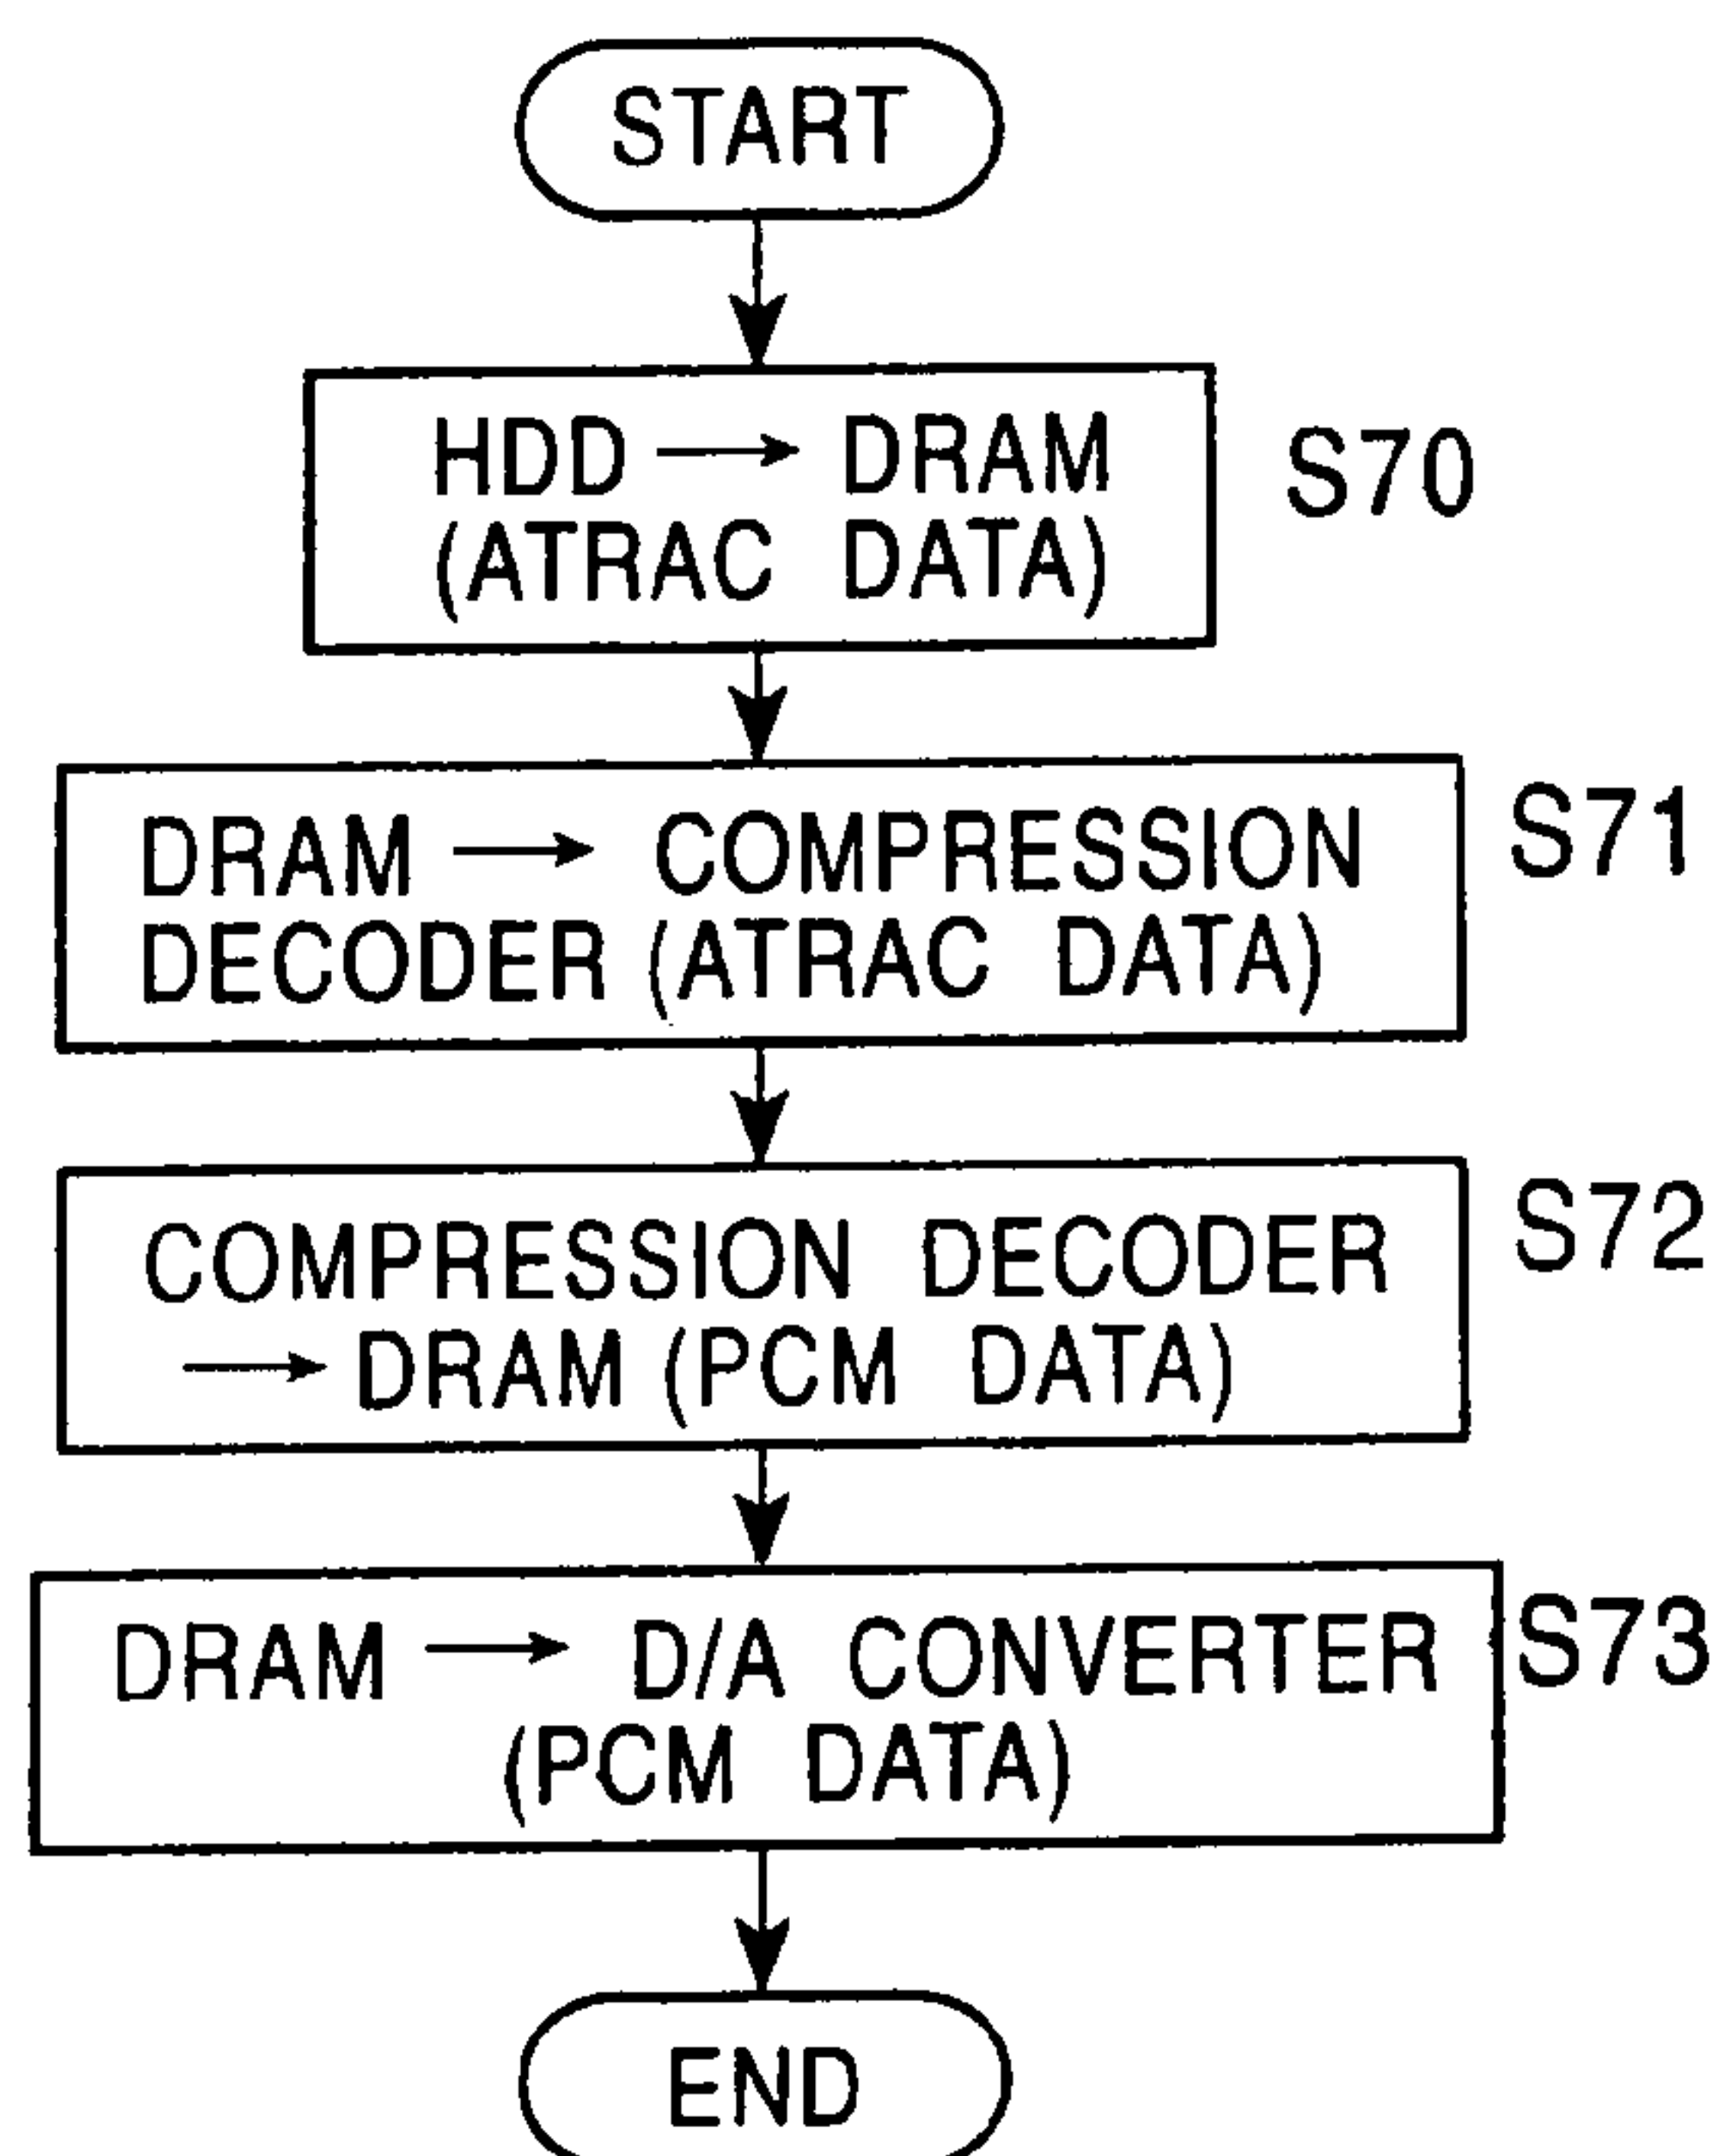 START
HDD → DRAM
(ATRAC DATA)
S70
DRAM → COMPRESSION
DECODER (ATRAC DATA)
S71
COMPRESSION DECODER
→ DRAM (PCM DATA)
S72
DRAM → D/A CONVERTER
(PCM DATA)
S73
END